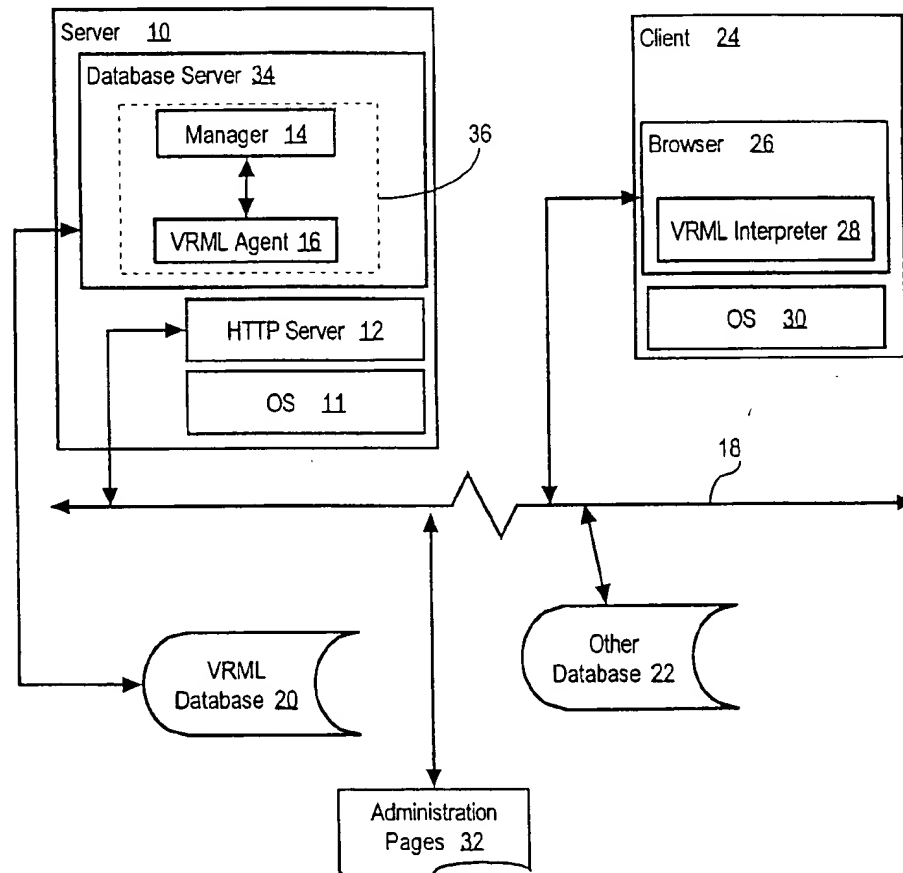 Server 10
Database Server 34
Manager 14
VRML Agent 16
36
HTTP Server 12
OS 11
Client 24
Browser 26
VRML Interpreter 28
OS 30
18
VRML
Database 20
Other
Database 22
Administration
Pages 32